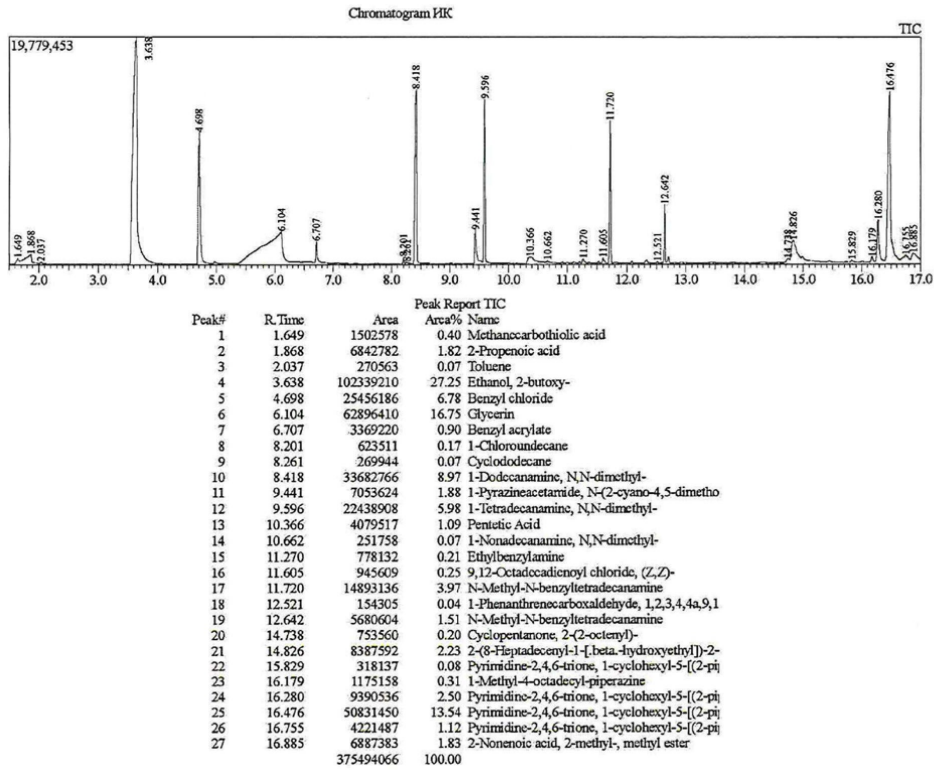 Chromatogram ИК
TIC
19,779,453
3.638
8.418
9.596
16.476
11.720
4.698
12.642
16.280
14.826
6.104
9.441
6.707
1.649
1.868
2.037
8.201
8.261
10.366
10.662
11.270
11.605
12.521
14.738
15.829
16.179
16.755
16.885
2.0 3.0 4.0 5.0 6.0 7.0 8.0 9.0 10.0 11.0 12.0 13.0 14.0 15.0 16.0 17.0
Peak Report TIC
Peak# R.Time Area Area% Name
1 1.649 1502578 0.40 Methanecarbothiolic acid
2 1.868 6842782 1.82 2-Propenoic acid
3 2.037 270563 0.07 Toluene
4 3.638 102339210 27.25 Ethanol, 2-butoxy-
5 4.698 25456186 6.78 Benzyl chloride
6 6.104 62896410 16.75 Glycerin
7 6.707 3369220 0.90 Benzyl acrylate
8 8.201 623511 0.17 1-Chloroundecane
9 8.261 269944 0.07 Cyclododecane
10 8.418 33682766 8.97 1-Dodecanamine, N,N-dimethyl-
11 9.441 7053624 1.88 1-Pyrazineacetamide, N-(2-cyano-4,5-dimetho
12 9.596 22438908 5.98 1-Tetradecanamine, N,N-dimethyl-
13 10.366 4079517 1.09 Pentetic Acid
14 10.662 251758 0.07 1-Nonadecanamine, N,N-dimethyl-
15 11.270 778132 0.21 Ethylbenzylamine
16 11.605 945609 0.25 9,12-Octadecadienoyl chloride, (Z,Z)-
17 11.720 14893136 3.97 N-Methyl-N-benzyltetradecanamine
18 12.521 154305 0.04 1-Phenanthrenecarboxaldehyde, 1,2,3,4,4a,9,1
19 12.642 5680604 1.51 N-Methyl-N-benzyltetradecanamine
20 14.738 753560 0.20 Cyclopentanone, 2-(2-octenyl)-
21 14.826 8387592 2.23 2-(8-Heptadecenyl-1-[.beta.-hydroxyethyl])-2-
22 15.829 318137 0.08 Pyrimidine-2,4,6-trione, 1-cyclohexyl-5-[(2-pi
23 16.179 1175158 0.31 1-Methyl-4-octadecyl-piperazine
24 16.280 9390536 2.50 Pyrimidine-2,4,6-trione, 1-cyclohexyl-5-[(2-pi
25 16.476 50831450 13.54 Pyrimidine-2,4,6-trione, 1-cyclohexyl-5-[(2-pi
26 16.755 4221487 1.12 Pyrimidine-2,4,6-trione, 1-cyclohexyl-5-[(2-pi
27 16.885 6887383 1.83 2-Nonenoic acid, 2-methyl-, methyl ester
375494066 100.00